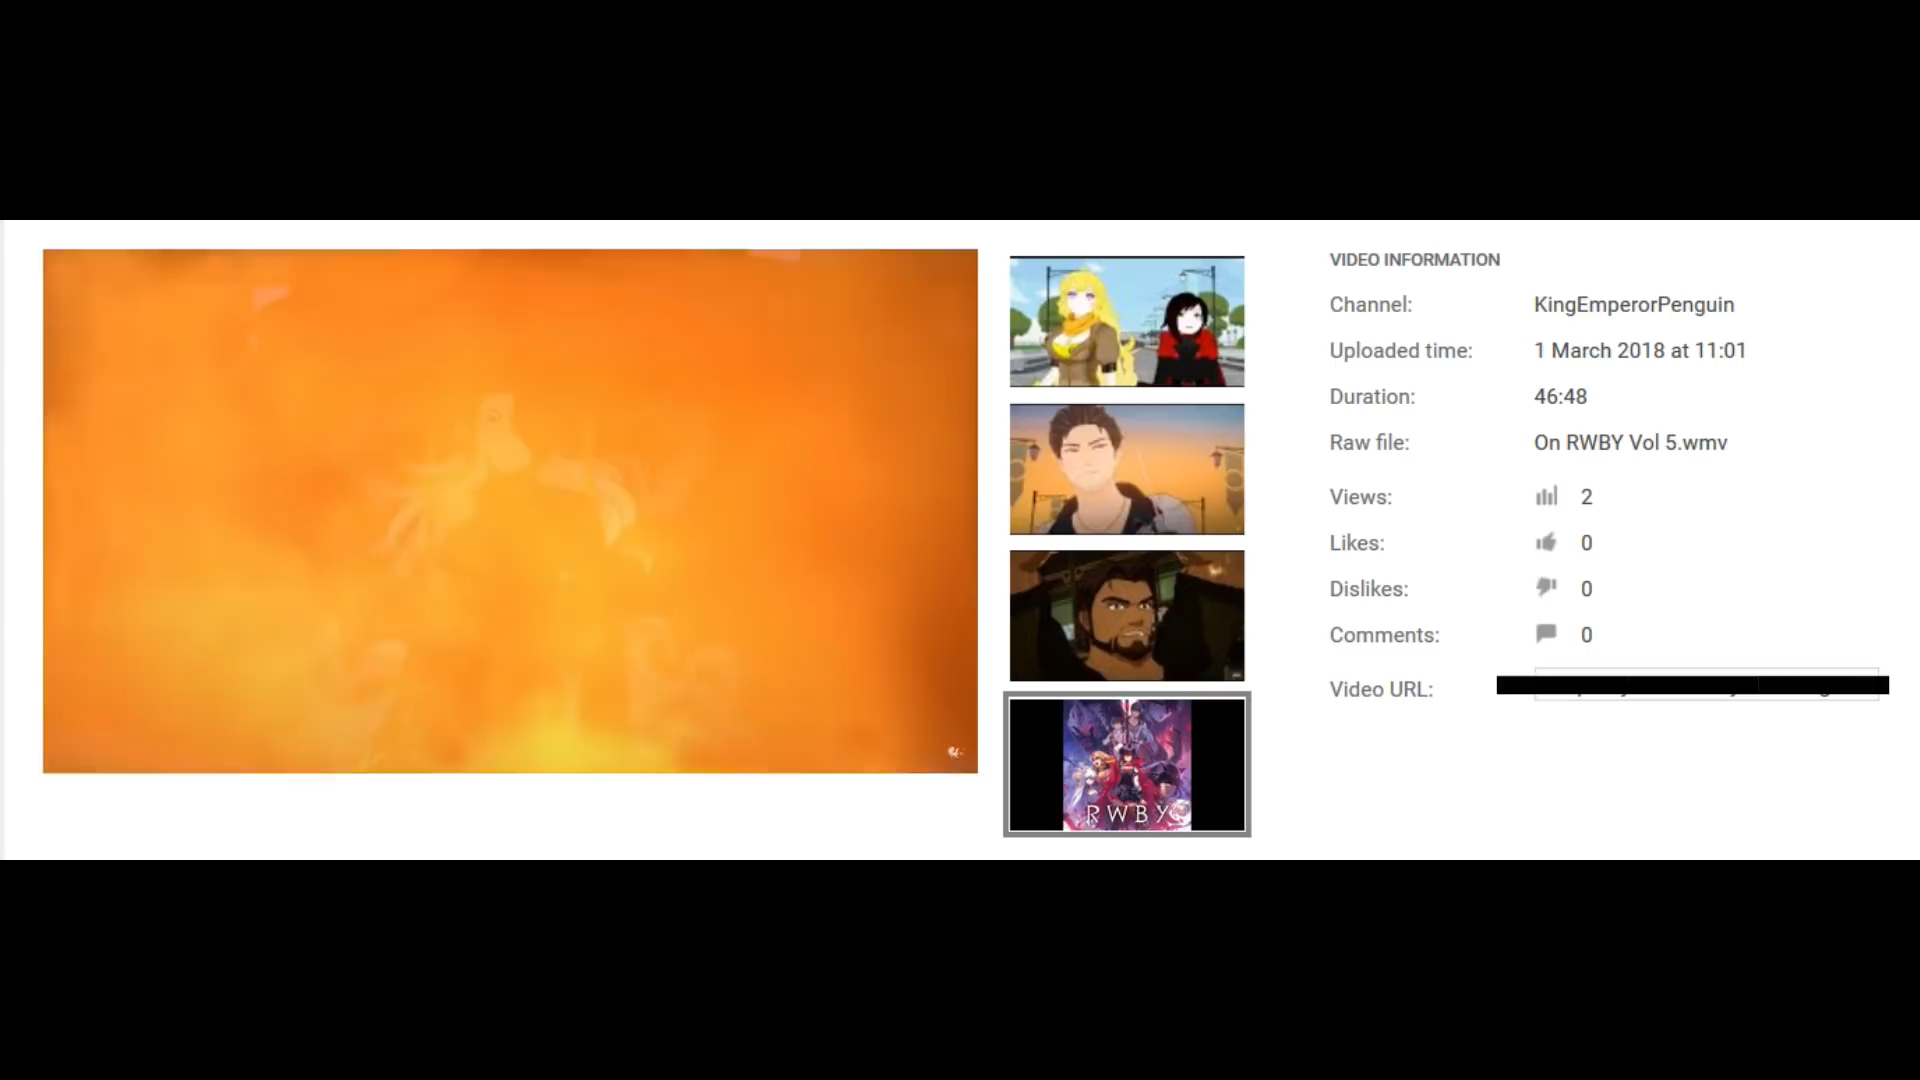 VIDEO INFORMATION
Channel: KingEmperorPenguin
Uploaded time: 1 March 2018 at 11:01
Duration: 46:48
Raw file: On RWBY Vol 5.wmv
Views: 2
Likes: 0
Dislikes: 0
Comments: 0
Video URL:
RWBY